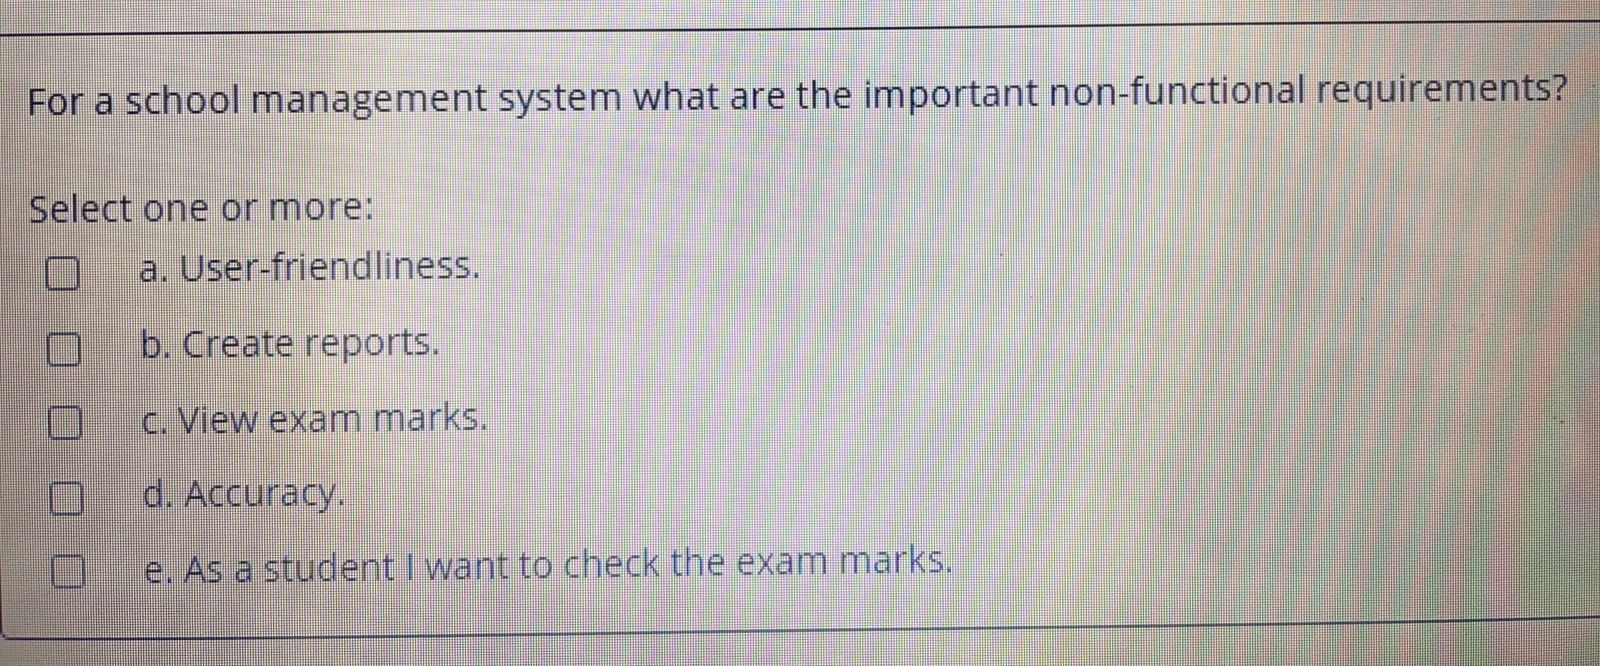 For a school management system what are the important non-functional requirements?
Select one or more:
a. User-friendliness.
b. Create reports.
c. View exam marks.
d. Accuracy.
e. As a student I want to check the exam marks.